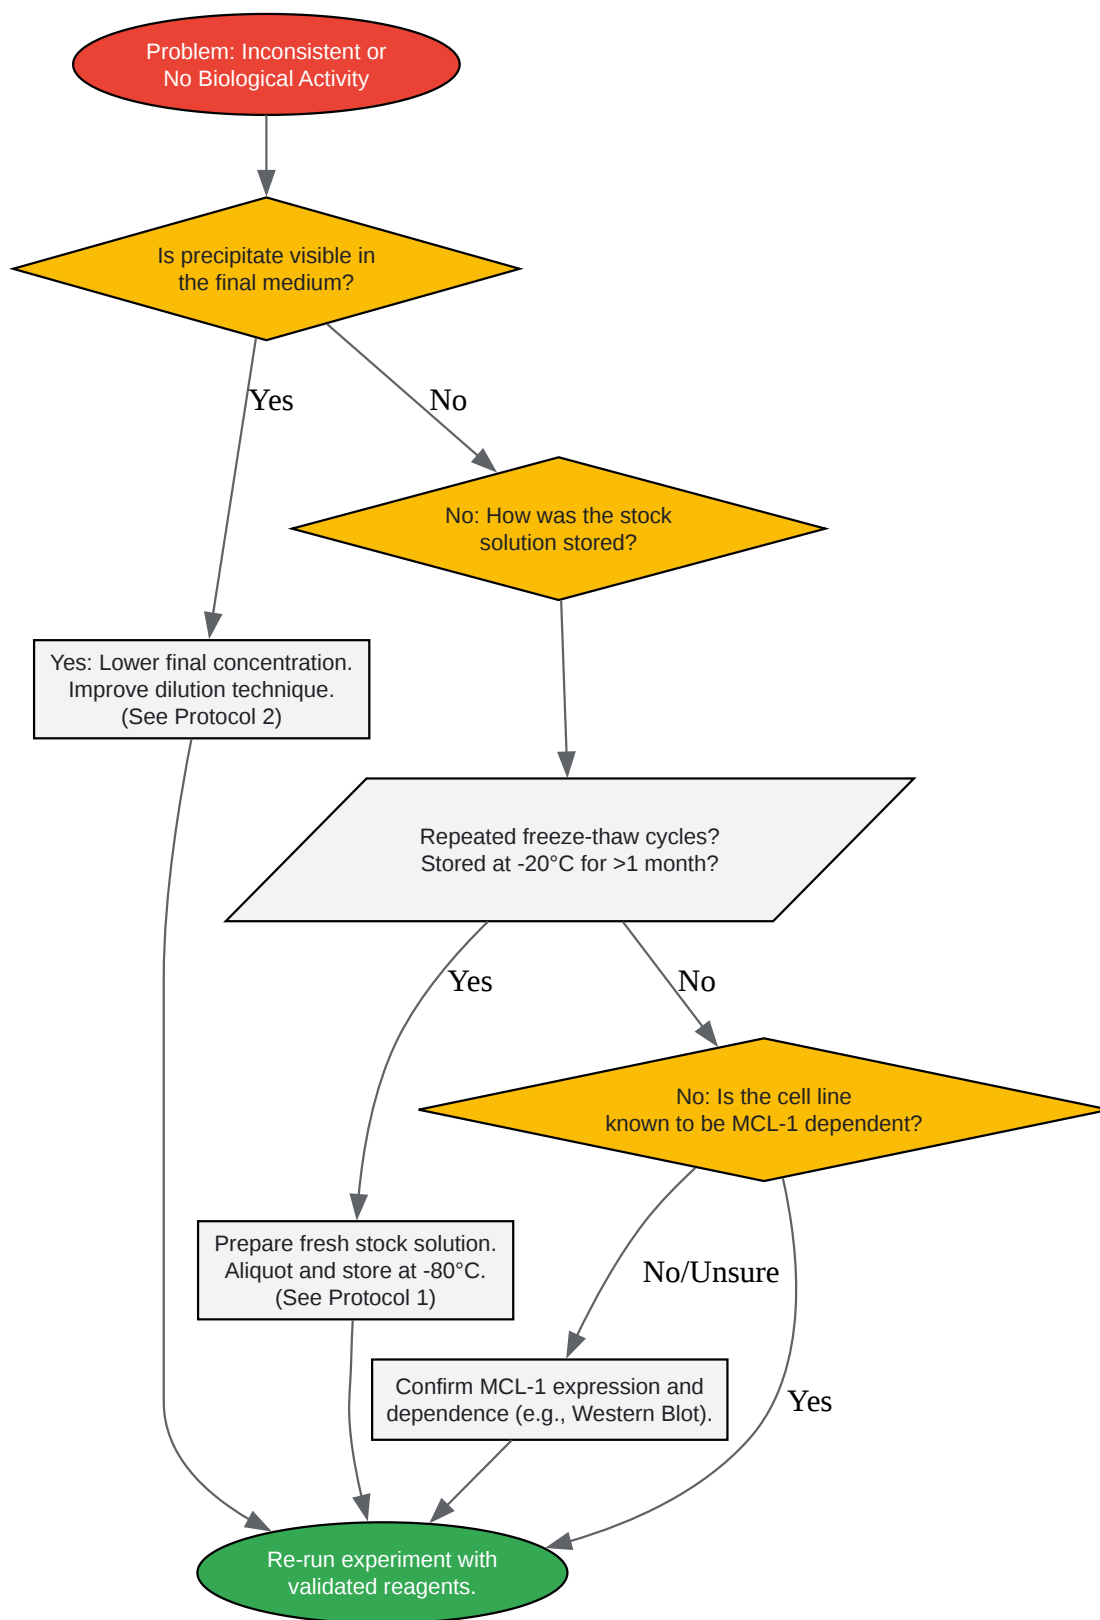 Problem: Inconsistent or
No Biological Activity
Is precipitate visible in
the final medium?
Yes
No
No: How was the stock
solution stored?
Yes: Lower final concentration.
Improve dilution technique.
(See Protocol 2)
Repeated freeze-thaw cycles?
Stored at -20°C for >1 month?
Yes
No
No: Is the cell line
known to be MCL-1 dependent?
Prepare fresh stock solution.
Aliquot and store at -80°C.
(See Protocol 1)
No/Unsure
Confirm MCL-1 expression and
dependence (e.g., Western Blot).
Yes
Re-run experiment with
validated reagents.